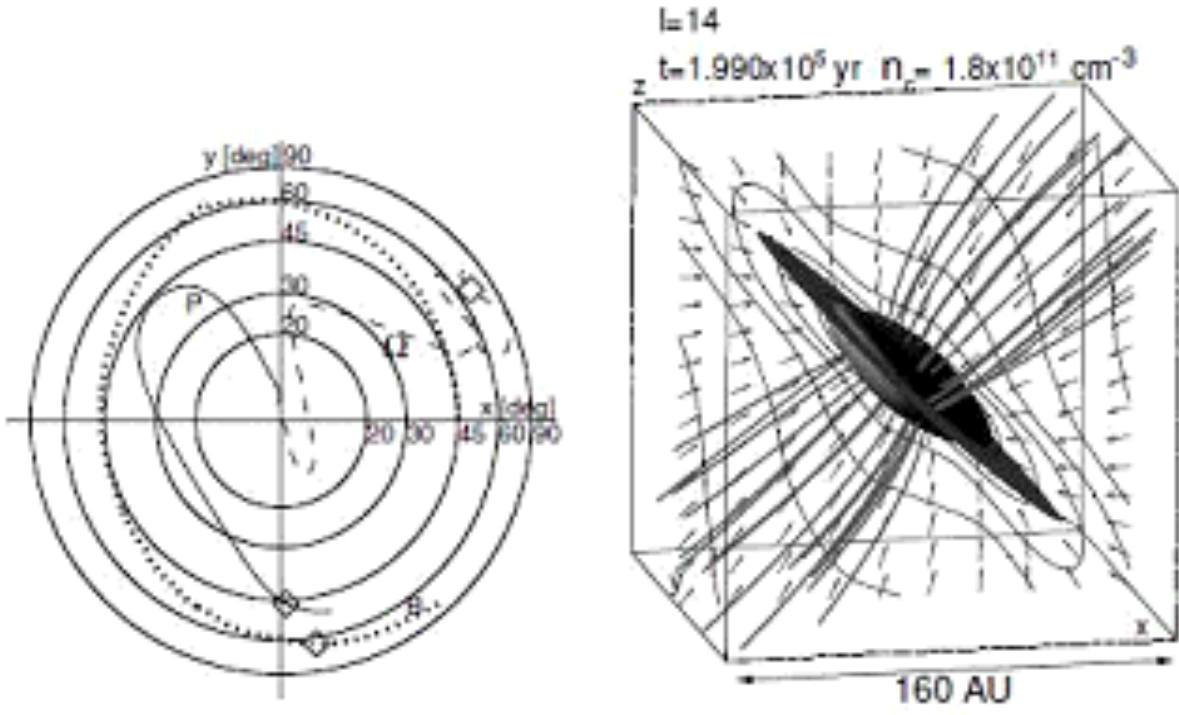 y [deg] 90
60
45
30
20
P
Ω
x [deg]
20 30 45 60 90
B
l=14
t=1.990x10⁵ yr n_c= 1.8x10¹¹ cm⁻³
z
x
160 AU